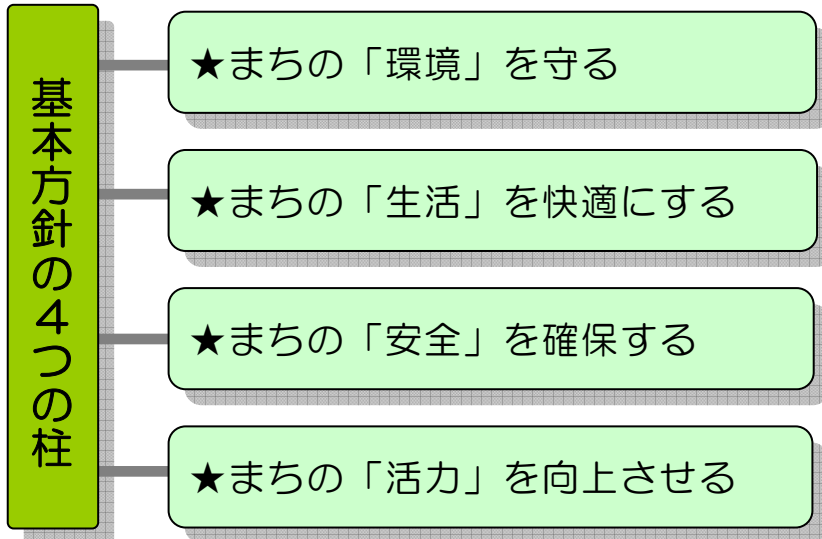 基本方針の４つの柱
★まちの「環境」を守る
★まちの「生活」を快適にする
★まちの「安全」を確保する
★まちの「活力」を向上させる